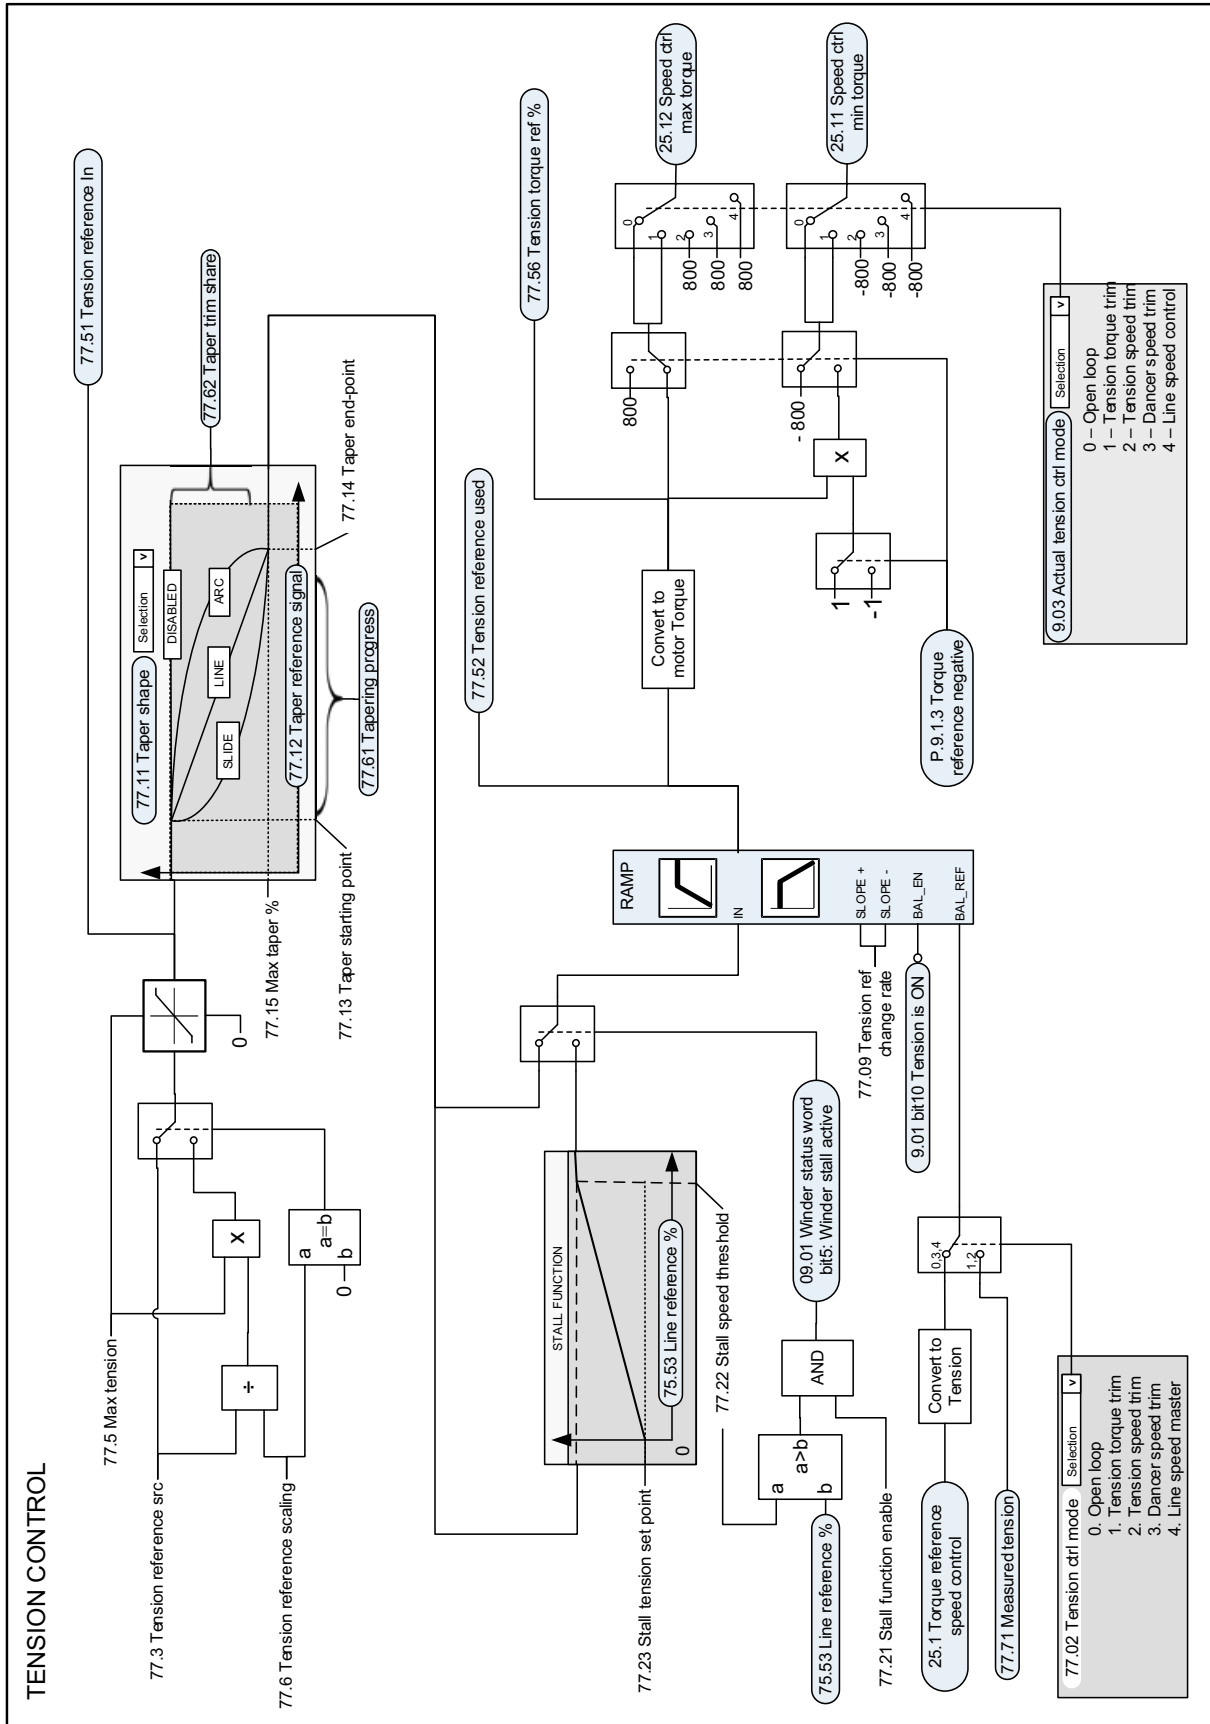 TENSION CONTROL
77.3 Tension reference src
77.5 Max tension
77.6 Tension reference scaling
÷
X
a
a=b
b
0
0
77.51 Tension reference In
77.11 Taper shape
Selection
v
DISABLED
ARC
LINE
SLIDE
77.12 Taper reference signal
77.62 Taper trim share
77.15 Max taper %
77.13 Taper starting point
77.14 Taper end-point
77.61 Tapering progress
STALL FUNCTION
75.53 Line reference %
0
77.23 Stall tension set point
77.22 Stall speed threshold
75.53 Line reference %
a
a>b
b
77.21 Stall function enable
AND
09.01 Winder status word
bit5: Winder stall active
RAMP
IN
SLOPE +
SLOPE -
BAL_EN
BAL_REF
77.09 Tension ref
change rate
9.01 bit10 Tension is ON
25.1 Torque reference
speed control
Convert to
Tension
77.71 Measured tension
0,3,4
1,2
77.02 Tension ctrl mode
Selection
v
0. Open loop
1. Tension torque trim
2. Tension speed trim
3. Dancer speed trim
4. Line speed master
77.52 Tension reference used
Convert to
motor Torque
77.56 Tension torque ref %
1
-1
X
P.9.1.3 Torque
reference negative
800
- 800
0
1
2
3
4
800
800
800
25.12 Speed ctrl
max torque
0
1
2
3
4
-800
-800
-800
25.11 Speed ctrl
min torque
9.03 Actual tension ctrl mode
Selection
v
0 – Open loop
1 – Tension torque trim
2 – Tension speed trim
3 – Dancer speed trim
4 – Line speed control